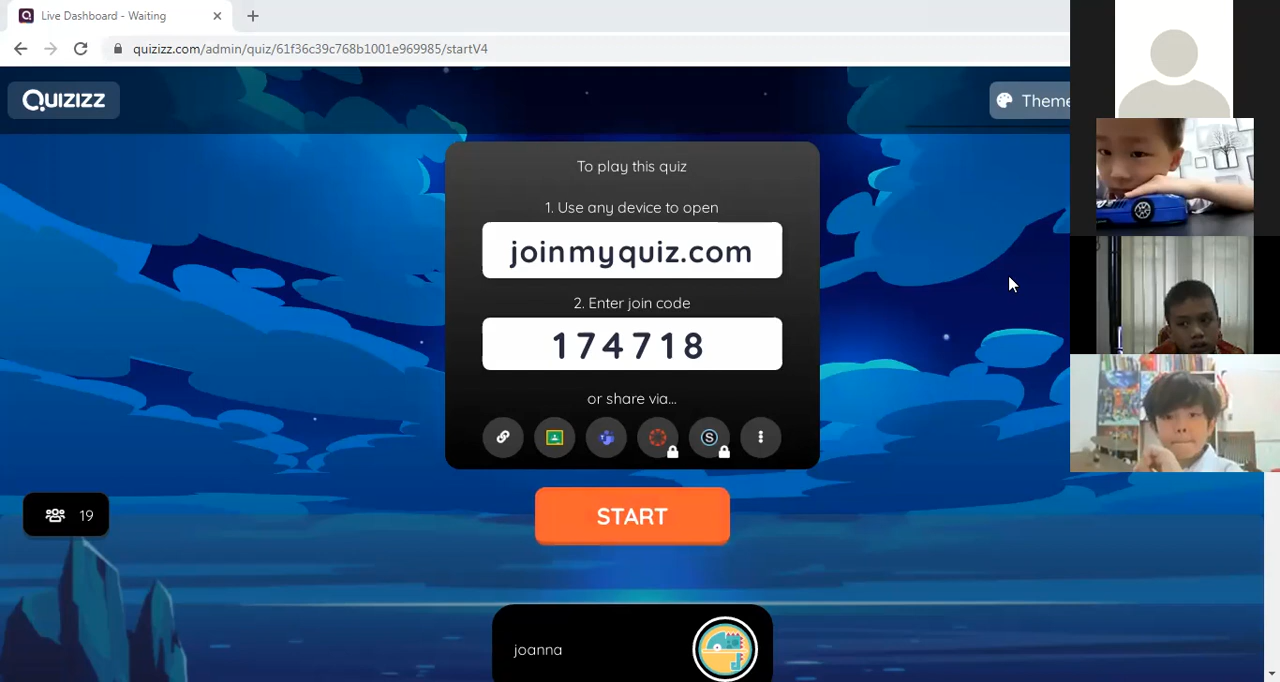 Live Dashboard - Waiting
quizizz.com/admin/quiz/61f36c39c768b1001e969985/startV4
Quizizz
Theme
To play this quiz
1. Use any device to open
joinmyquiz.com
2. Enter join code
174718
or share via...
S
START
19
joanna